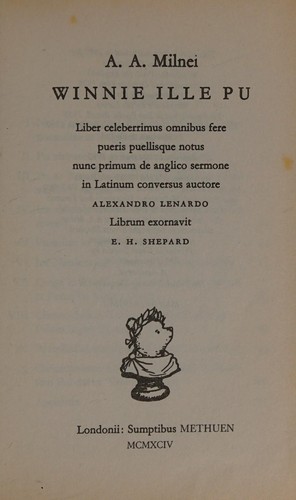 A. A. Milnei
WINNIE ILLE PU
Liber celeberrimus omnibus fere
pueris puellisque notus
nunc primum de anglico sermone
in Latinum conversus auctore
ALEXANDRO LENARDO
Librum exornavit
E. H. SHEPARD
Londonii: Sumptibus METHUEN
MCMXCIV